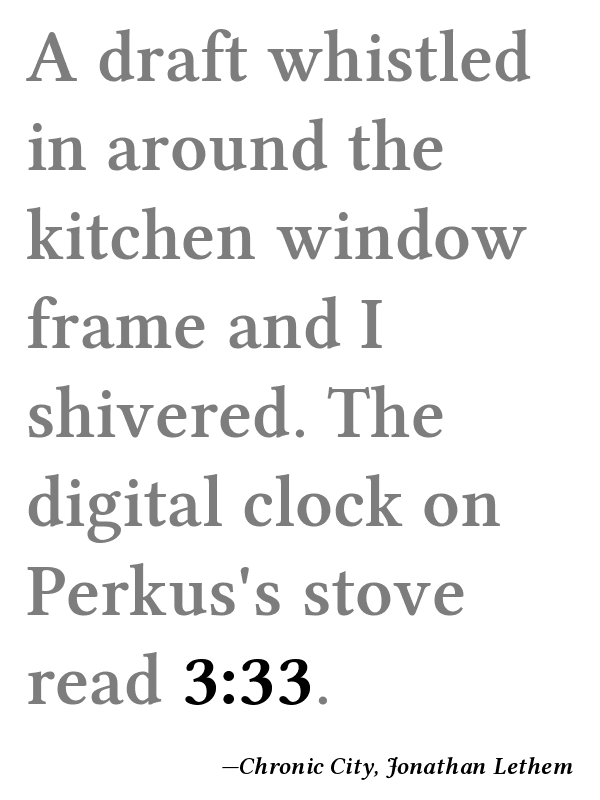 A draft whistled
in around the
kitchen window
frame and I
shivered. The
digital clock on
Perkus's stove
read 3:33.
—Chronic City, Jonathan Lethem